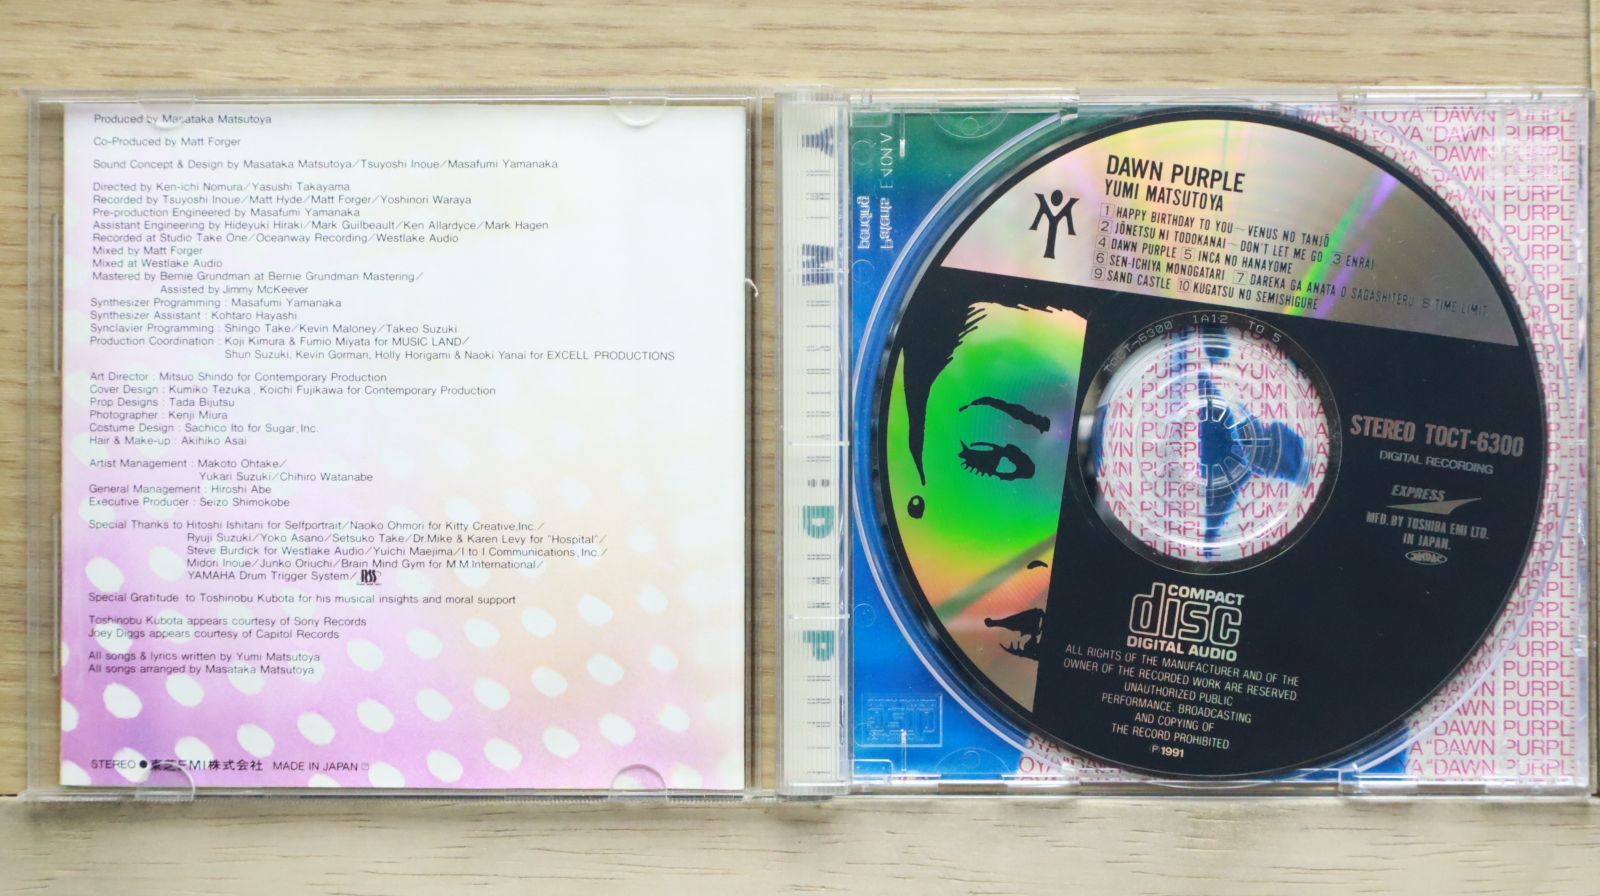 Produced by Masataka Matsutoya
Co-Produced by Matt Forger
Sound Concept & Design by Masataka Matsutoya/Tsuyoshi Inoue/Masafumi Yamanaka
Directed by Ken-ichi Nomura/Yasushi Takayama
Recorded by Tsuyoshi Inoue/Matt Hyde/Matt Forger/Yoshinori Waraya
Pre-production Engineered by Masafumi Yamanaka
Assistant Engineering by Hideyuki Hiraki/Mark Guilbeault/Ken Allardyce/Mark Hagen
Recorded at Studio Take One/Oceanway Recording/Westlake Audio
Mixed by Matt Forger
Mixed at Westlake Audio
Mastered by Bernie Grundman at Bernie Grundman Mastering/
Assisted by Jimmy McKeever
Synthesizer Programming : Masafumi Yamanaka
Synthesizer Assistant : Kohtaro Hayashi
Synclavier Programming : Shingo Take/Kevin Maloney/Takeo Suzuki
Production Coordination : Koji Kimura & Fumio Miyata for MUSIC LAND/
Shun Suzuki, Kevin Gorman, Holly Horigami & Naoki Yanai for EXCELL PRODUCTIONS
Art Director : Mitsuo Shindo for Contemporary Production
Cover Design : Kumiko Tezuka, Koichi Fujikawa for Contemporary Production
Prop Designs : Tada Bijutsu
Photographer : Kenji Miura
Costume Design : Sachico Ito for Sugar, Inc.
Hair & Make-up : Akihiko Asai
Artist Management : Makoto Ohtake/
Yukari Suzuki/Chihiro Watanabe
General Management : Hiroshi Abe
Executive Producer : Seizo Shimokobe
Special Thanks to Hitoshi Ishitani for Selfportrait/Naoko Ohmori for Kitty Creative,Inc./
Ryuji Suzuki/Yoko Asano/Setsuko Take/Dr.Mike & Karen Levy for "Hospital"/
Steve Burdick for Westlake Audio/Yuichi Maejima/I to I Communications, Inc./
Midori Inoue/Junko Oriuchi/Brain Mind Gym for M.M.International/
YAMAHA Drum Trigger System/RSS
Special Gratitude to Toshinobu Kubota for his musical insights and moral support
Toshinobu Kubota appears courtesy of Sony Records
Joey Diggs appears courtesy of Capitol Records
All songs & lyrics written by Yumi Matsutoya
All songs arranged by Masataka Matsutoya
STEREO ● 東芝EMI株式会社 MADE IN JAPAN
DAWN PURPLE
YUMI MATSUTOYA
1 HAPPY BIRTHDAY TO YOU—VENUS NO TANJŌ
2 JŌNETSU NI TODOKANAI—DON'T LET ME GO 3 ENRAI
4 DAWN PURPLE 5 INCA NO HANAYOME
6 SEN-ICHIYA MONOGATARI 7 DAREKA GA ANATA O SAGASHITERU 8 TIME LIMIT
9 SAND CASTLE 10 KUGATSU NO SEMISHIGURE
TOCT-6300 1A12 TO 5
STEREO TOCT-6300
DIGITAL RECORDING
EXPRESS
MFD. BY TOSHIBA EMI LTD.
IN JAPAN.
COMPACT
disc
DIGITAL AUDIO
ALL RIGHTS OF THE MANUFACTURER AND OF THE
OWNER OF THE RECORDED WORK ARE RESERVED.
UNAUTHORIZED PUBLIC
PERFORMANCE. BROADCASTING
AND COPYING OF
THE RECORD PROHIBITED
Ⓟ1991
Patents
pending